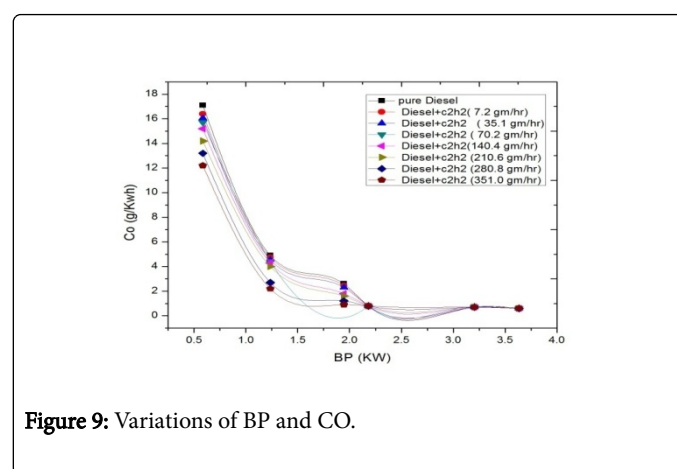 18
16
14
12
10
8
6
4
2
0
Co (g/Kwh)
pure Diesel
Diesel+c2h2( 7.2 gm/hr)
Diesel+c2h2 ( 35.1 gm/hr)
Diesel+c2h2 ( 70.2 gm/hr)
Diesel+c2h2(140.4 gm/hr)
Diesel+c2h2 (210.6 gm/hr)
Diesel+c2h2 (280.8 gm/hr)
Diesel+c2h2 (351.0 gm/hr)
0.5 1.0 1.5 2.0 2.5 3.0 3.5 4.0
BP (KW)
Figure 9: Variations of BP and CO.